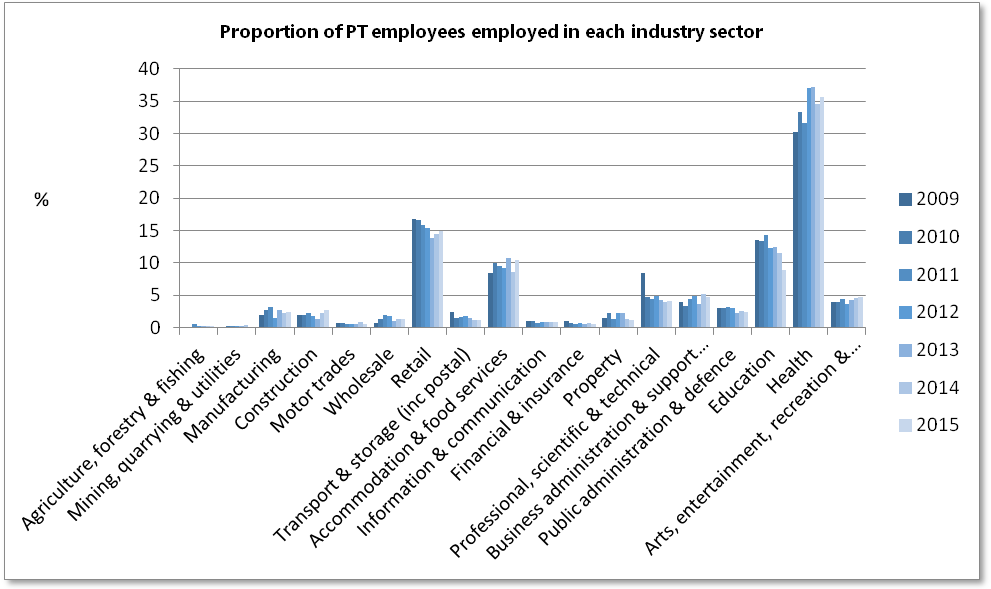 Proportion of PT employees employed in each industry sector
40
35
30
25
20
15
10
5
0
%
Agriculture, forestry & fishing
Mining, quarrying & utilities
Manufacturing
Construction
Motor trades
Wholesale
Retail
Transport & storage (inc postal)
Accommodation & food services
Information & communication
Financial & insurance
Property
Professional, scientific & technical
Business administration & support...
Public administration & defence
Education
Health
Arts, entertainment, recreation &...
2009
2010
2011
2012
2013
2014
2015